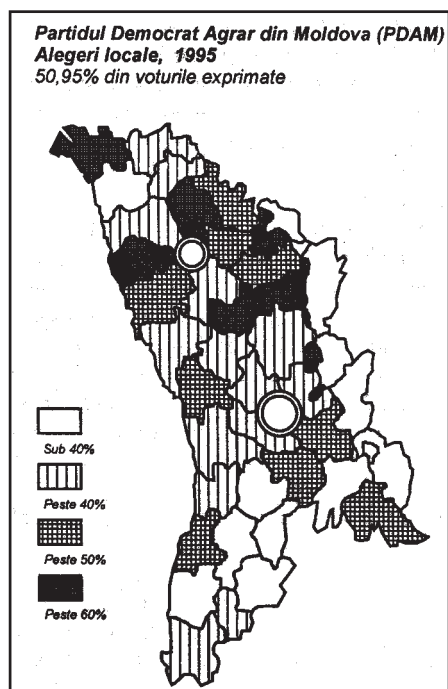 Partidul Democrat Agrar din Moldova (PDAM)
Alegeri locale, 1995
50,95% din voturile exprimate
Sub 40%
Peste 40%
Peste 50%
Peste 60%